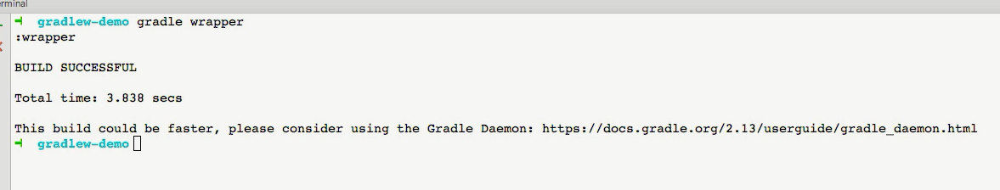 erminal
gradlew-demo gradle wrapper
:wrapper
BUILD SUCCESSFUL
Total time: 3.838 secs
This build could be faster, please consider using the Gradle Daemon: https://docs.gradle.org/2.13/userguide/gradle_daemon.html
gradlew-demo